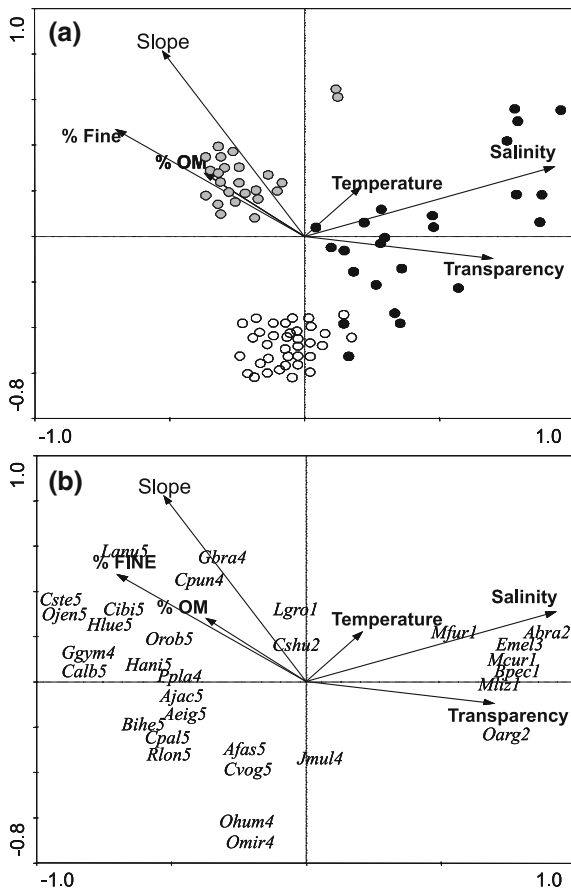 1.0
(a)
Slope
% Fine
% OM
Salinity
Temperature
Transparency
-0.8
-1.0
1.0
1.0
(b)
Slope
Lanu5
Gbra4
% FINE
Cpun4
Cste5
Ojen5
Cibi5
% OM
Lgro1
Salinity
Hlue5
Temperature
Mfur1
Abra2
Orob5
Cshu2
Emel3
Ggym4
Hani5
Mcur1
Calb5
Ppla4
Bpec1
Mliz1
Ajac5
Aeig5
Transparency
Bihe5
Cpal5
Oarg2
Rlon5
Afas5
Jmul4
Cvog5
Ohum4
Omir4
-0.8
-1.0
1.0